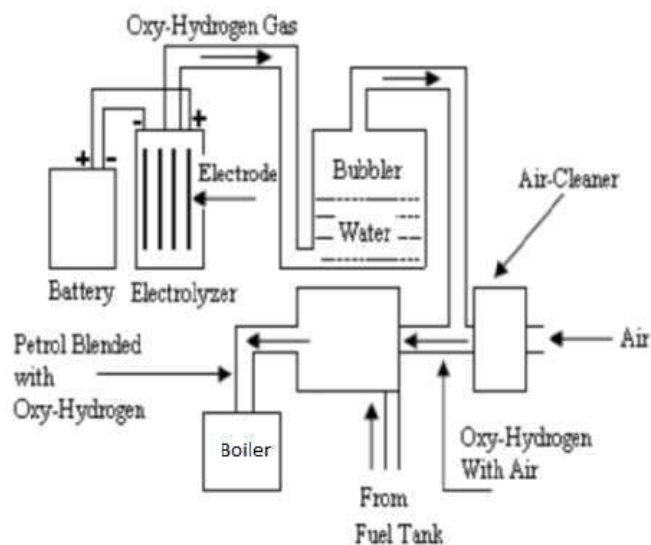 Oxy-Hydrogen Gas
-
+
+
-
Electrode
Bubbler
Water
Air-Cleaner
Battery
Electrolyzer
Petrol Blended
with
Oxy-Hydrogen
Air
Boiler
Oxy-Hydrogen
With Air
From
Fuel Tank